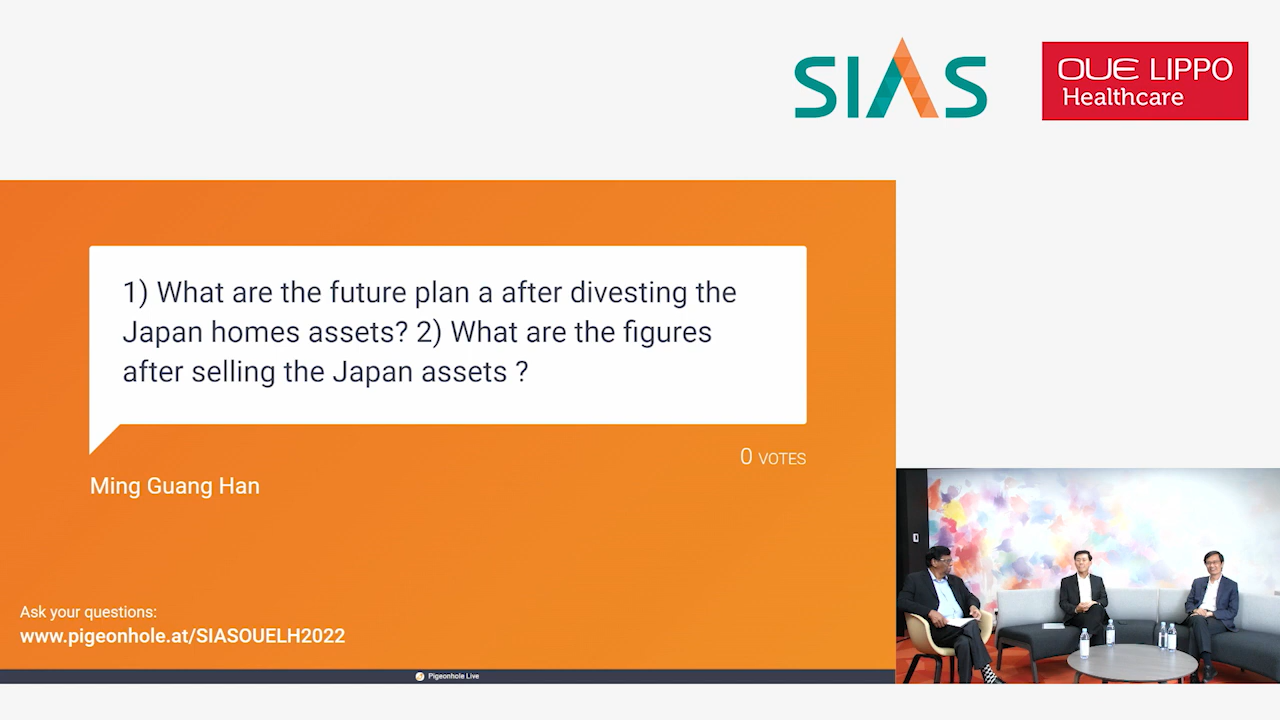 SIAS
OUE LIPPO
Healthcare
1) What are the future plan a after divesting the
Japan homes assets? 2) What are the figures
after selling the Japan assets ?
0 VOTES
Ming Guang Han
Ask your questions:
www.pigeonhole.at/SIASOUELH2022
Pigeonhole Live